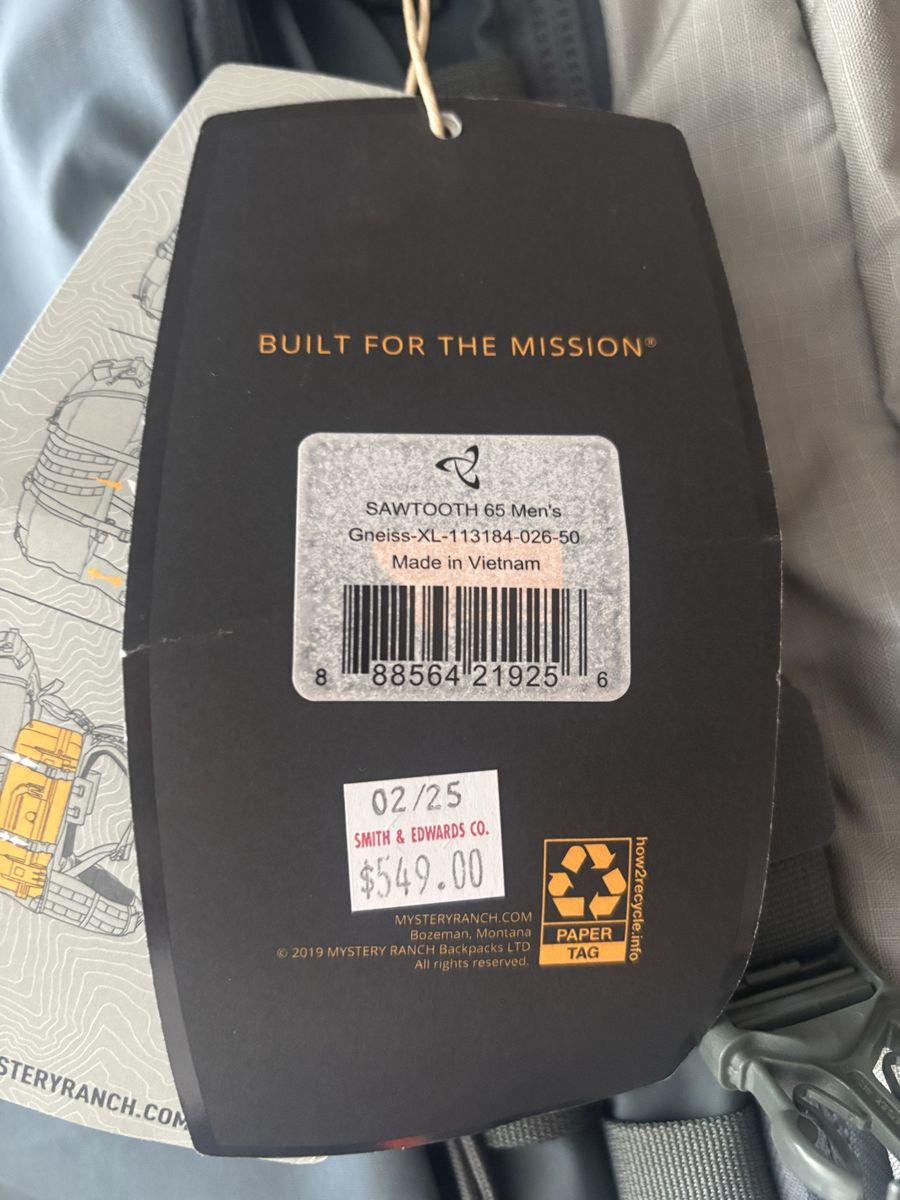 BUILT FOR THE MISSION®
SAWTOOTH 65 Men's
Gneiss-XL-113184-026-50
Made in Vietnam
8 88564 21925 6
02/25
SMITH & EDWARDS CO.
$549.00
MYSTERYRANCH.COM
Bozeman, Montana
© 2019 MYSTERY RANCH Backpacks LTD
All rights reserved.
PAPER
TAG
how2recycle.info
STERYRANCH.COM